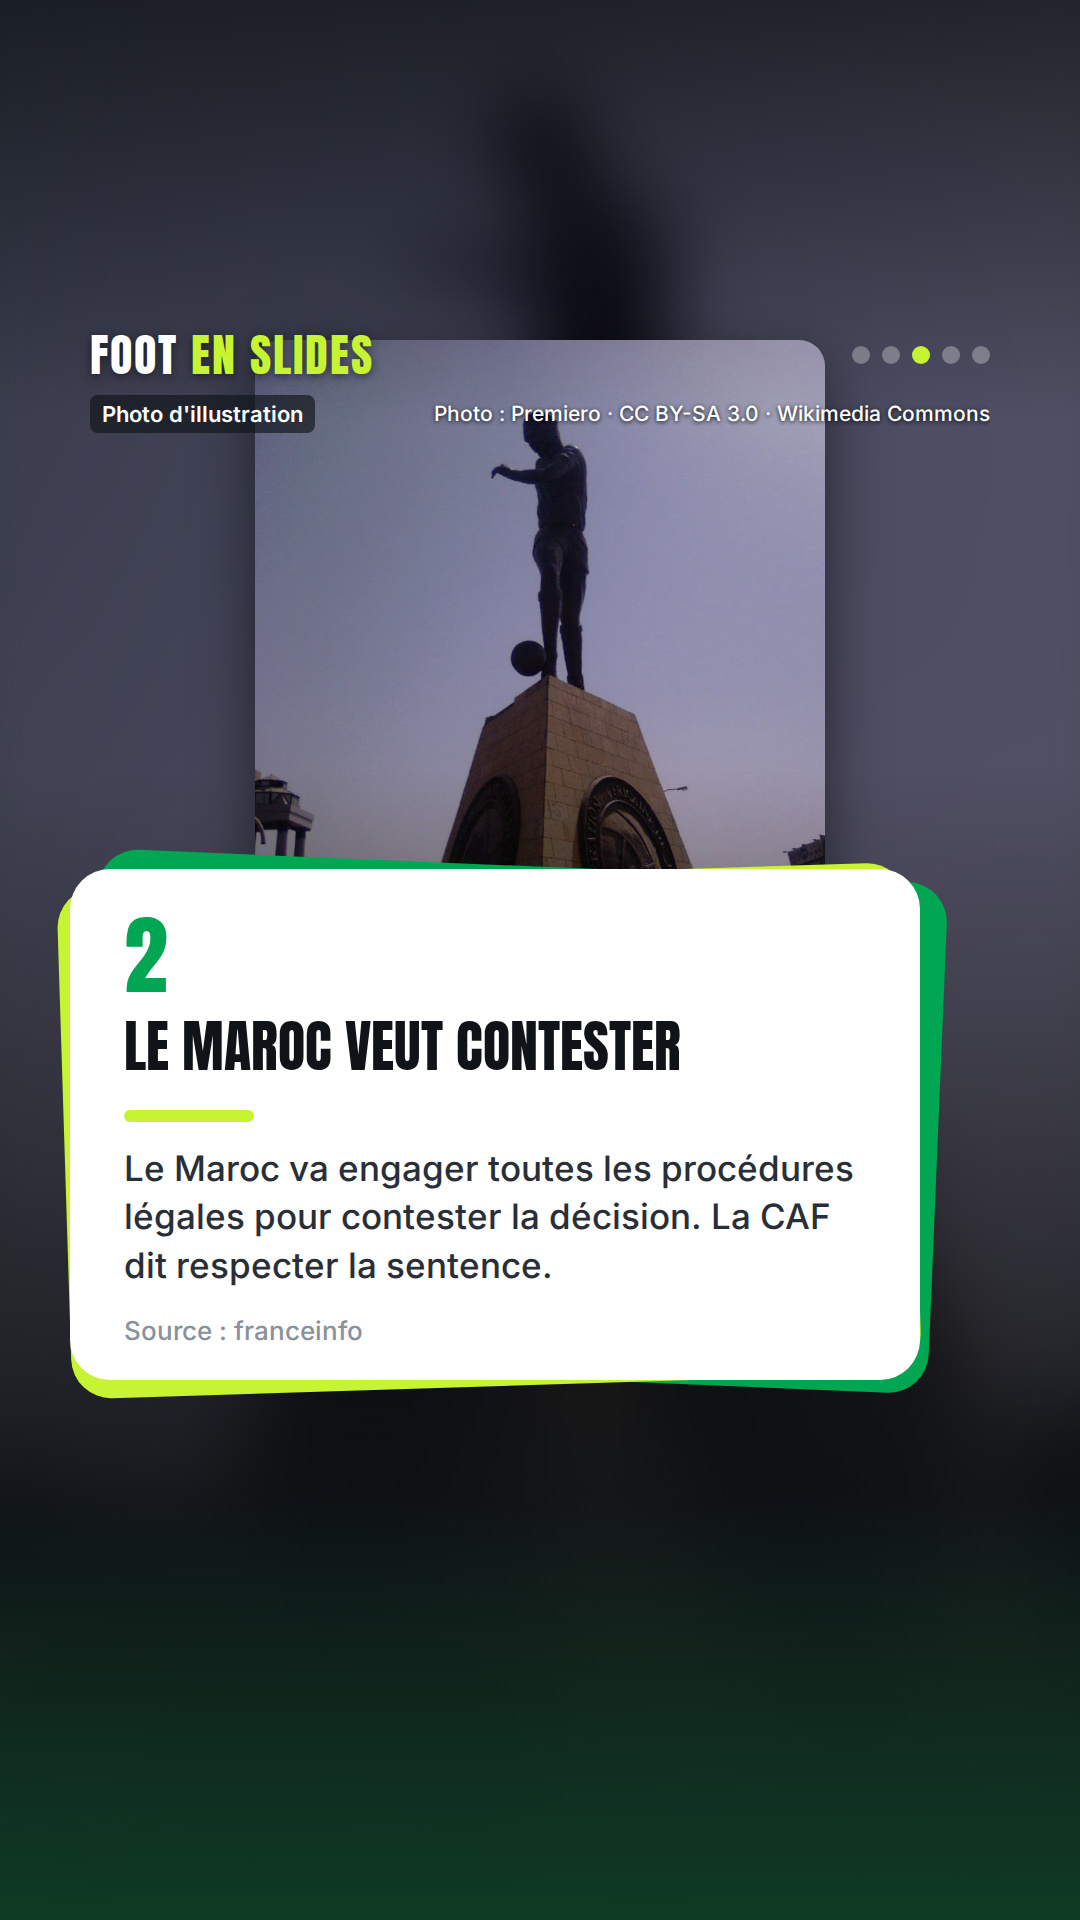 FOOT EN SLIDES
Photo d'illustration
Photo : Premiero · CC BY-SA 3.0 · Wikimedia Commons
2
LE MAROC VEUT CONTESTER
Le Maroc va engager toutes les procédures
légales pour contester la décision. La CAF
dit respecter la sentence.
Source : franceinfo